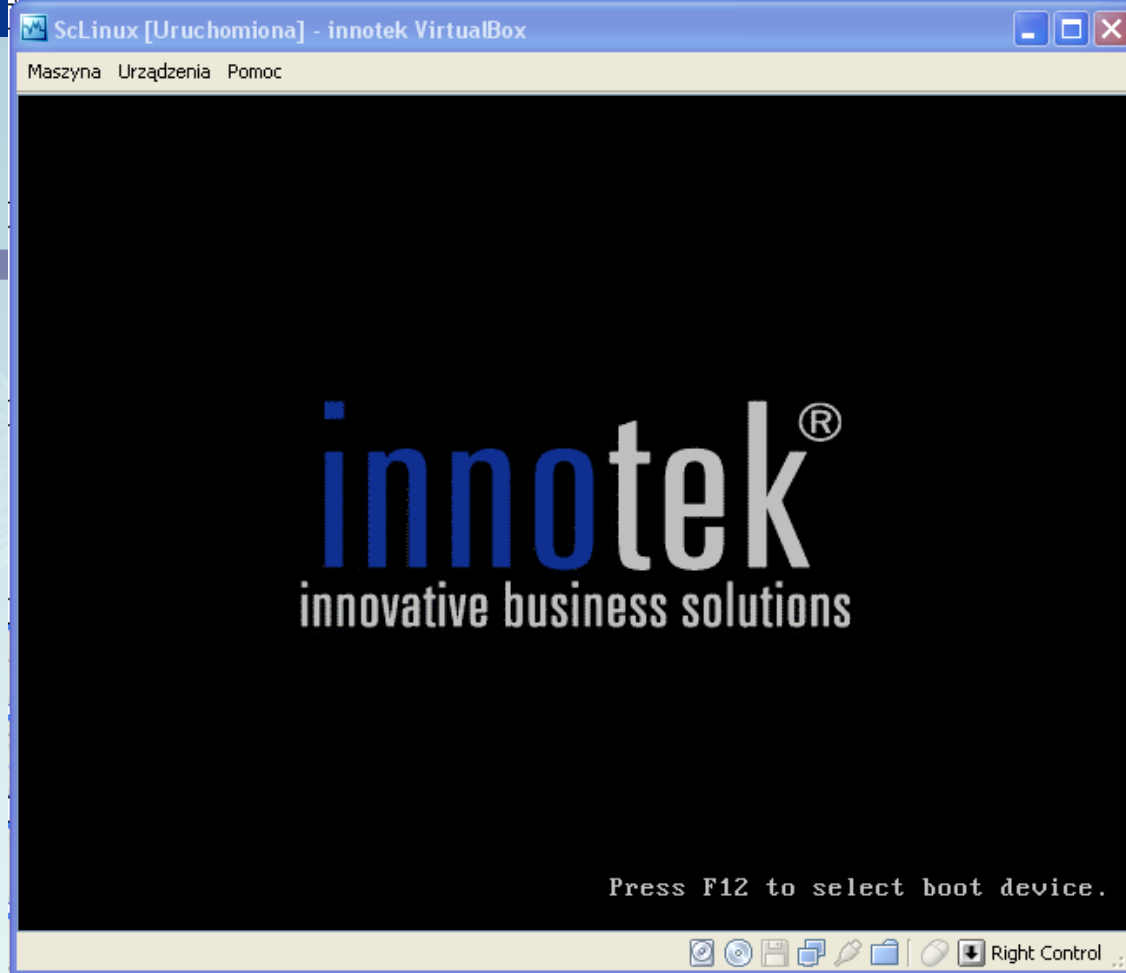 ScLinux [Uruchomiona] - innotek VirtualBox
Maszyna Urządzenia Pomoc
innotek®
innovative business solutions
Press F12 to select boot device.
Right Control